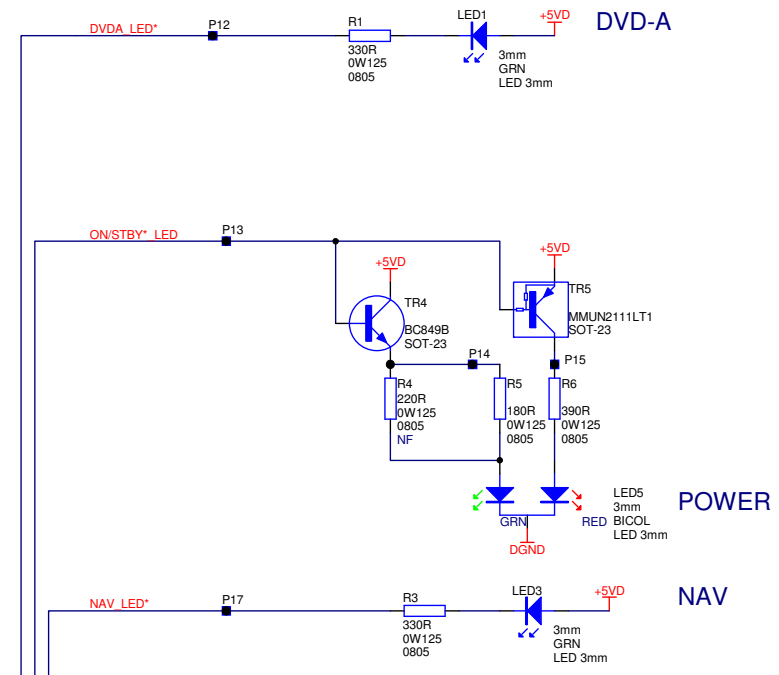 DVDA_LED*
P12
R1
330R
0W125
0805
LED1
3mm
GRN
LED 3mm
+5VD
DVD-A
ON/STBY*_LED
P13
+5VD
TR4
BC849B
SOT-23
+5VD
TR5
MMUN2111LT1
SOT-23
P14
P15
R4
220R
0W125
0805
NF
R5
180R
0W125
0805
R6
390R
0W125
0805
GRN
RED
DGND
LED5
3mm
BICOL
LED 3mm
POWER
NAV_LED*
P17
R3
330R
0W125
0805
LED3
3mm
GRN
LED 3mm
+5VD
NAV